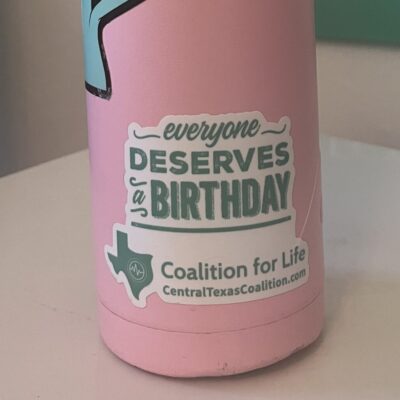 everyone
DESERVES
a BIRTHDAY
Coalition for Life
CentralTexasCoalition.com